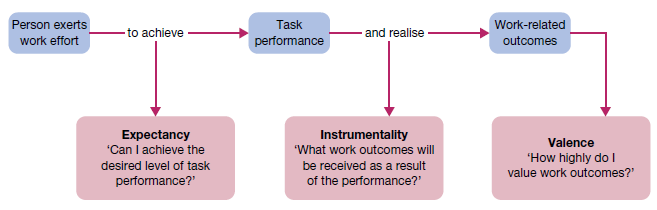 Person exerts
work effort
to achieve
Task
performance
and realise
Work-related
outcomes
Expectancy
‘Can I achieve the
desired level of task
performance?’
Instrumentality
‘What work outcomes will
be received as a result
of the performance?’
Valence
‘How highly do I
value work outcomes?’